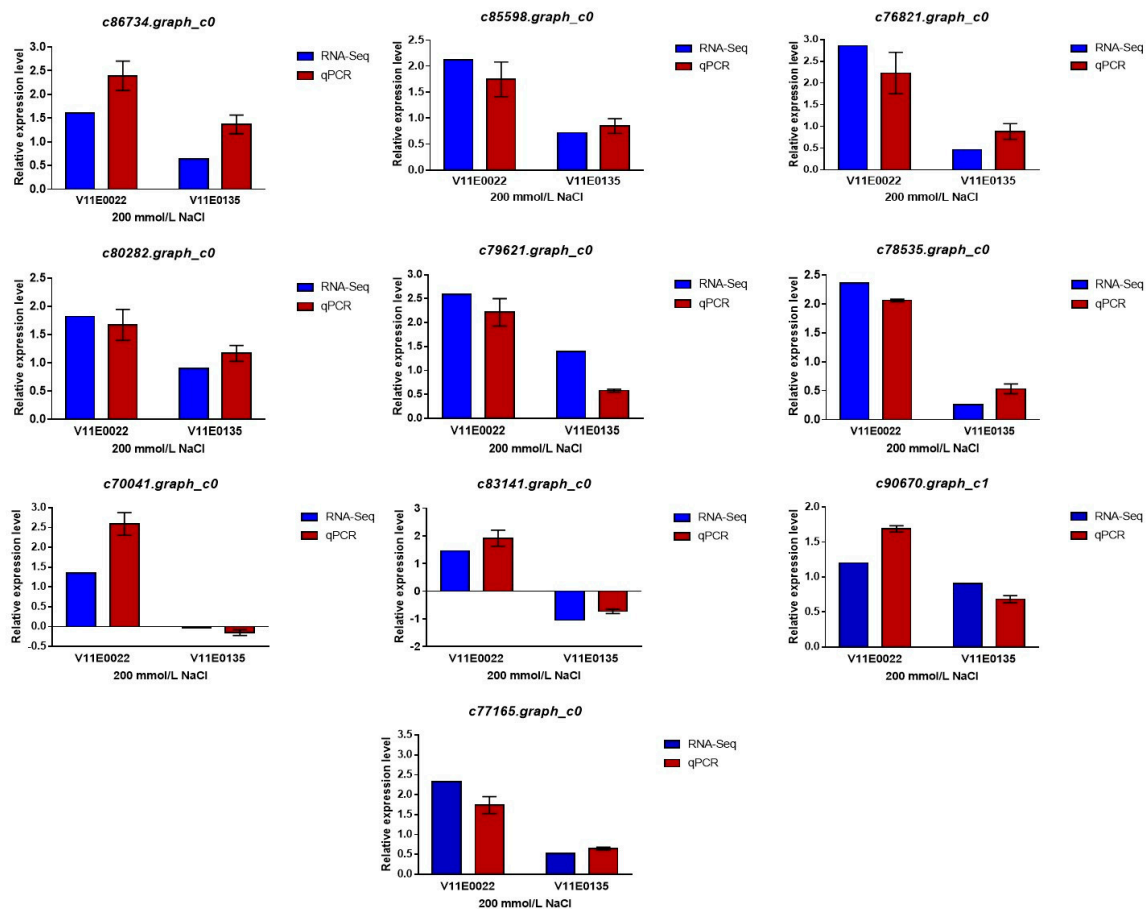 c86734.graph_c0
Relative expression level
3.0
2.5
2.0
1.5
1.0
0.5
0.0
V11E0022
V11E0135
200 mmol/L NaCl
RNA-Seq
qPCR
c85598.graph_c0
Relative expression level
2.5
2.0
1.5
1.0
0.5
0.0
V11E0022
V11E0135
200 mmol/L NaCl
RNA-Seq
qPCR
c76821.graph_c0
Relative expression level
3.0
2.5
2.0
1.5
1.0
0.5
0.0
V11E0022
V11E0135
200 mmol/L NaCl
RNA-Seq
qPCR
c80282.graph_c0
Relative expression level
2.5
2.0
1.5
1.0
0.5
0.0
V11E0022
V11E0135
200 mmol/L NaCl
RNA-Seq
qPCR
c79621.graph_c0
Relative expression level
3.0
2.5
2.0
1.5
1.0
0.5
0.0
V11E0022
V11E0135
200 mmol/L NaCl
RNA-Seq
qPCR
c78535.graph_c0
Relative expression level
2.5
2.0
1.5
1.0
0.5
0.0
V11E0022
V11E0135
200 mmol/L NaCl
RNA-Seq
qPCR
c70041.graph_c0
Relative expression level
3.0
2.5
2.0
1.5
1.0
0.5
0.0
-0.5
V11E0022
V11E0135
200 mmol/L NaCl
RNA-Seq
qPCR
c83141.graph_c0
Relative expression level
3
2
1
0
-1
-2
V11E0022
V11E0135
200 mmol/L NaCl
RNA-Seq
qPCR
c90670.graph_c1
Relative expression level
2.0
1.5
1.0
0.5
0.0
V11E0022
V11E0135
200 mmol/L NaCl
RNA-Seq
qPCR
c77165.graph_c0
Relative expression level
3.5
3.0
2.5
2.0
1.5
1.0
0.5
0.0
V11E0022
V11E0135
200 mmol/L NaCl
RNA-Seq
qPCR